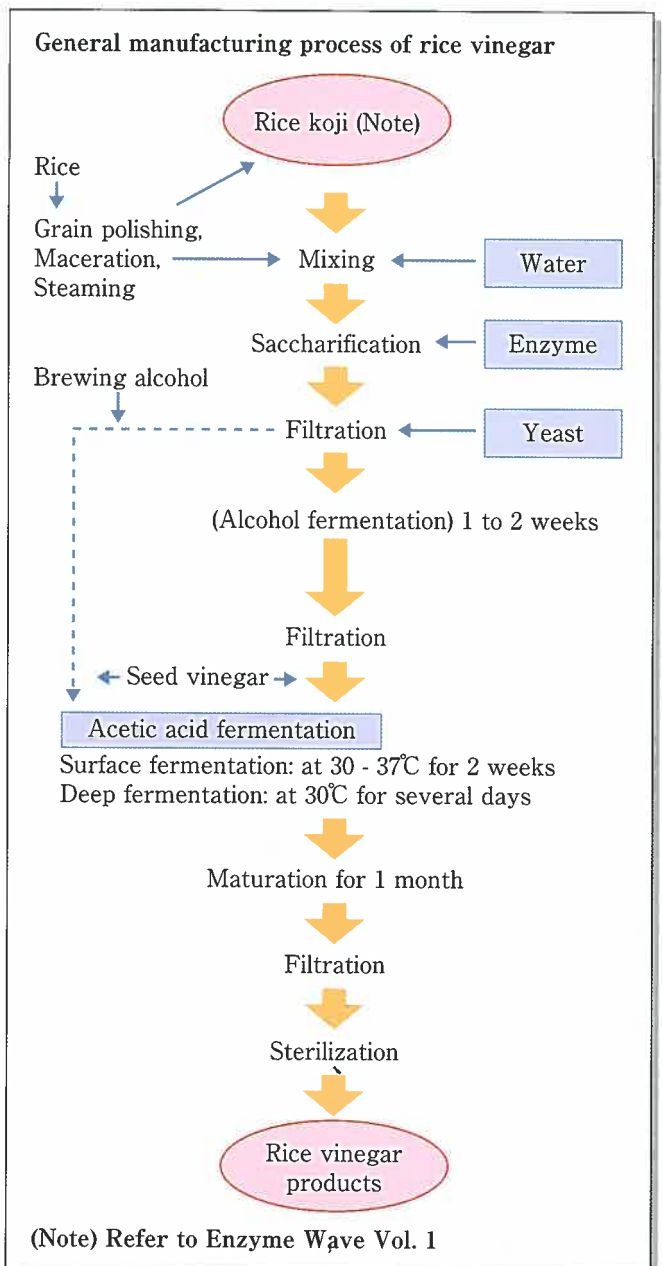 General manufacturing process of rice vinegar
Rice koji (Note)
Rice
Grain polishing,
Maceration,
Steaming
Mixing
Water
Saccharification
Enzyme
Brewing alcohol
Filtration
Yeast
(Alcohol fermentation) 1 to 2 weeks
Filtration
Seed vinegar
Acetic acid fermentation
Surface fermentation: at 30 - 37℃ for 2 weeks
Deep fermentation: at 30℃ for several days
Maturation for 1 month
Filtration
Sterilization
Rice vinegar
products
(Note) Refer to Enzyme Wave Vol. 1